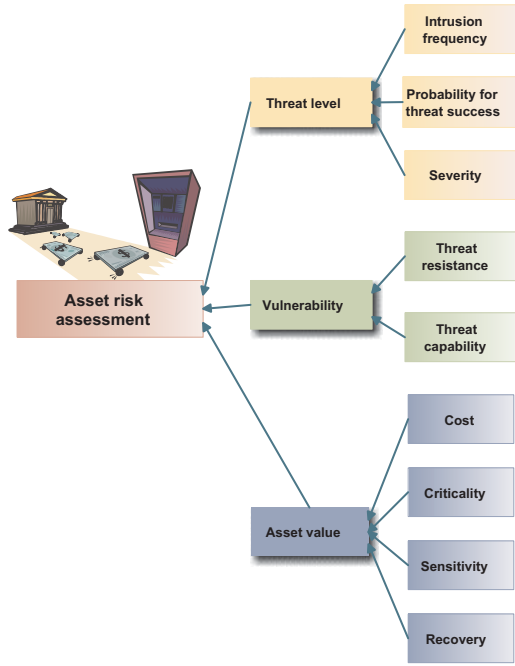 Intrusion
frequency
Threat level
Probability for
threat success
Severity
Asset risk
assessment
Vulnerability
Threat
resistance
Threat
capability
Cost
Criticality
Asset value
Sensitivity
Recovery